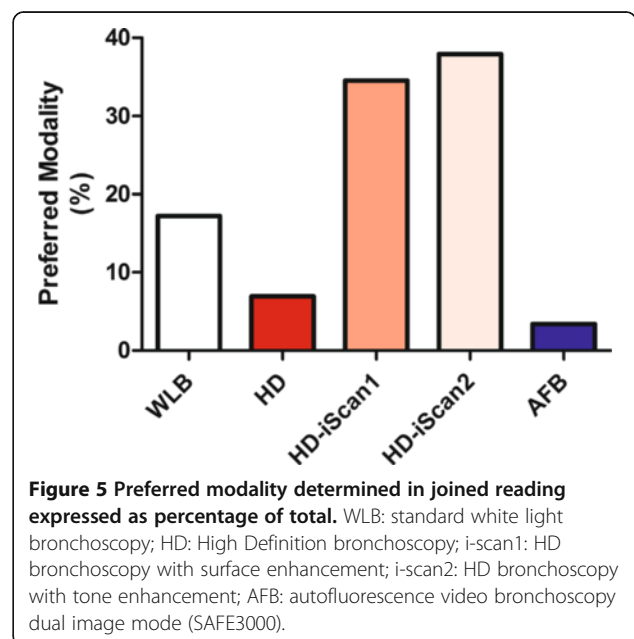 40
30
20
10
0
Preferred Modality
(%)
WLB
HD
HD-iScan1
HD-iScan2
AFB
Figure 5 Preferred modality determined in joined reading
expressed as percentage of total. WLB: standard white light
bronchoscopy; HD: High Definition bronchoscopy; i-scan1: HD
bronchoscopy with surface enhancement; i-scan2: HD bronchoscopy
with tone enhancement; AFB: autofluorescence video bronchoscopy
dual image mode (SAFE3000).